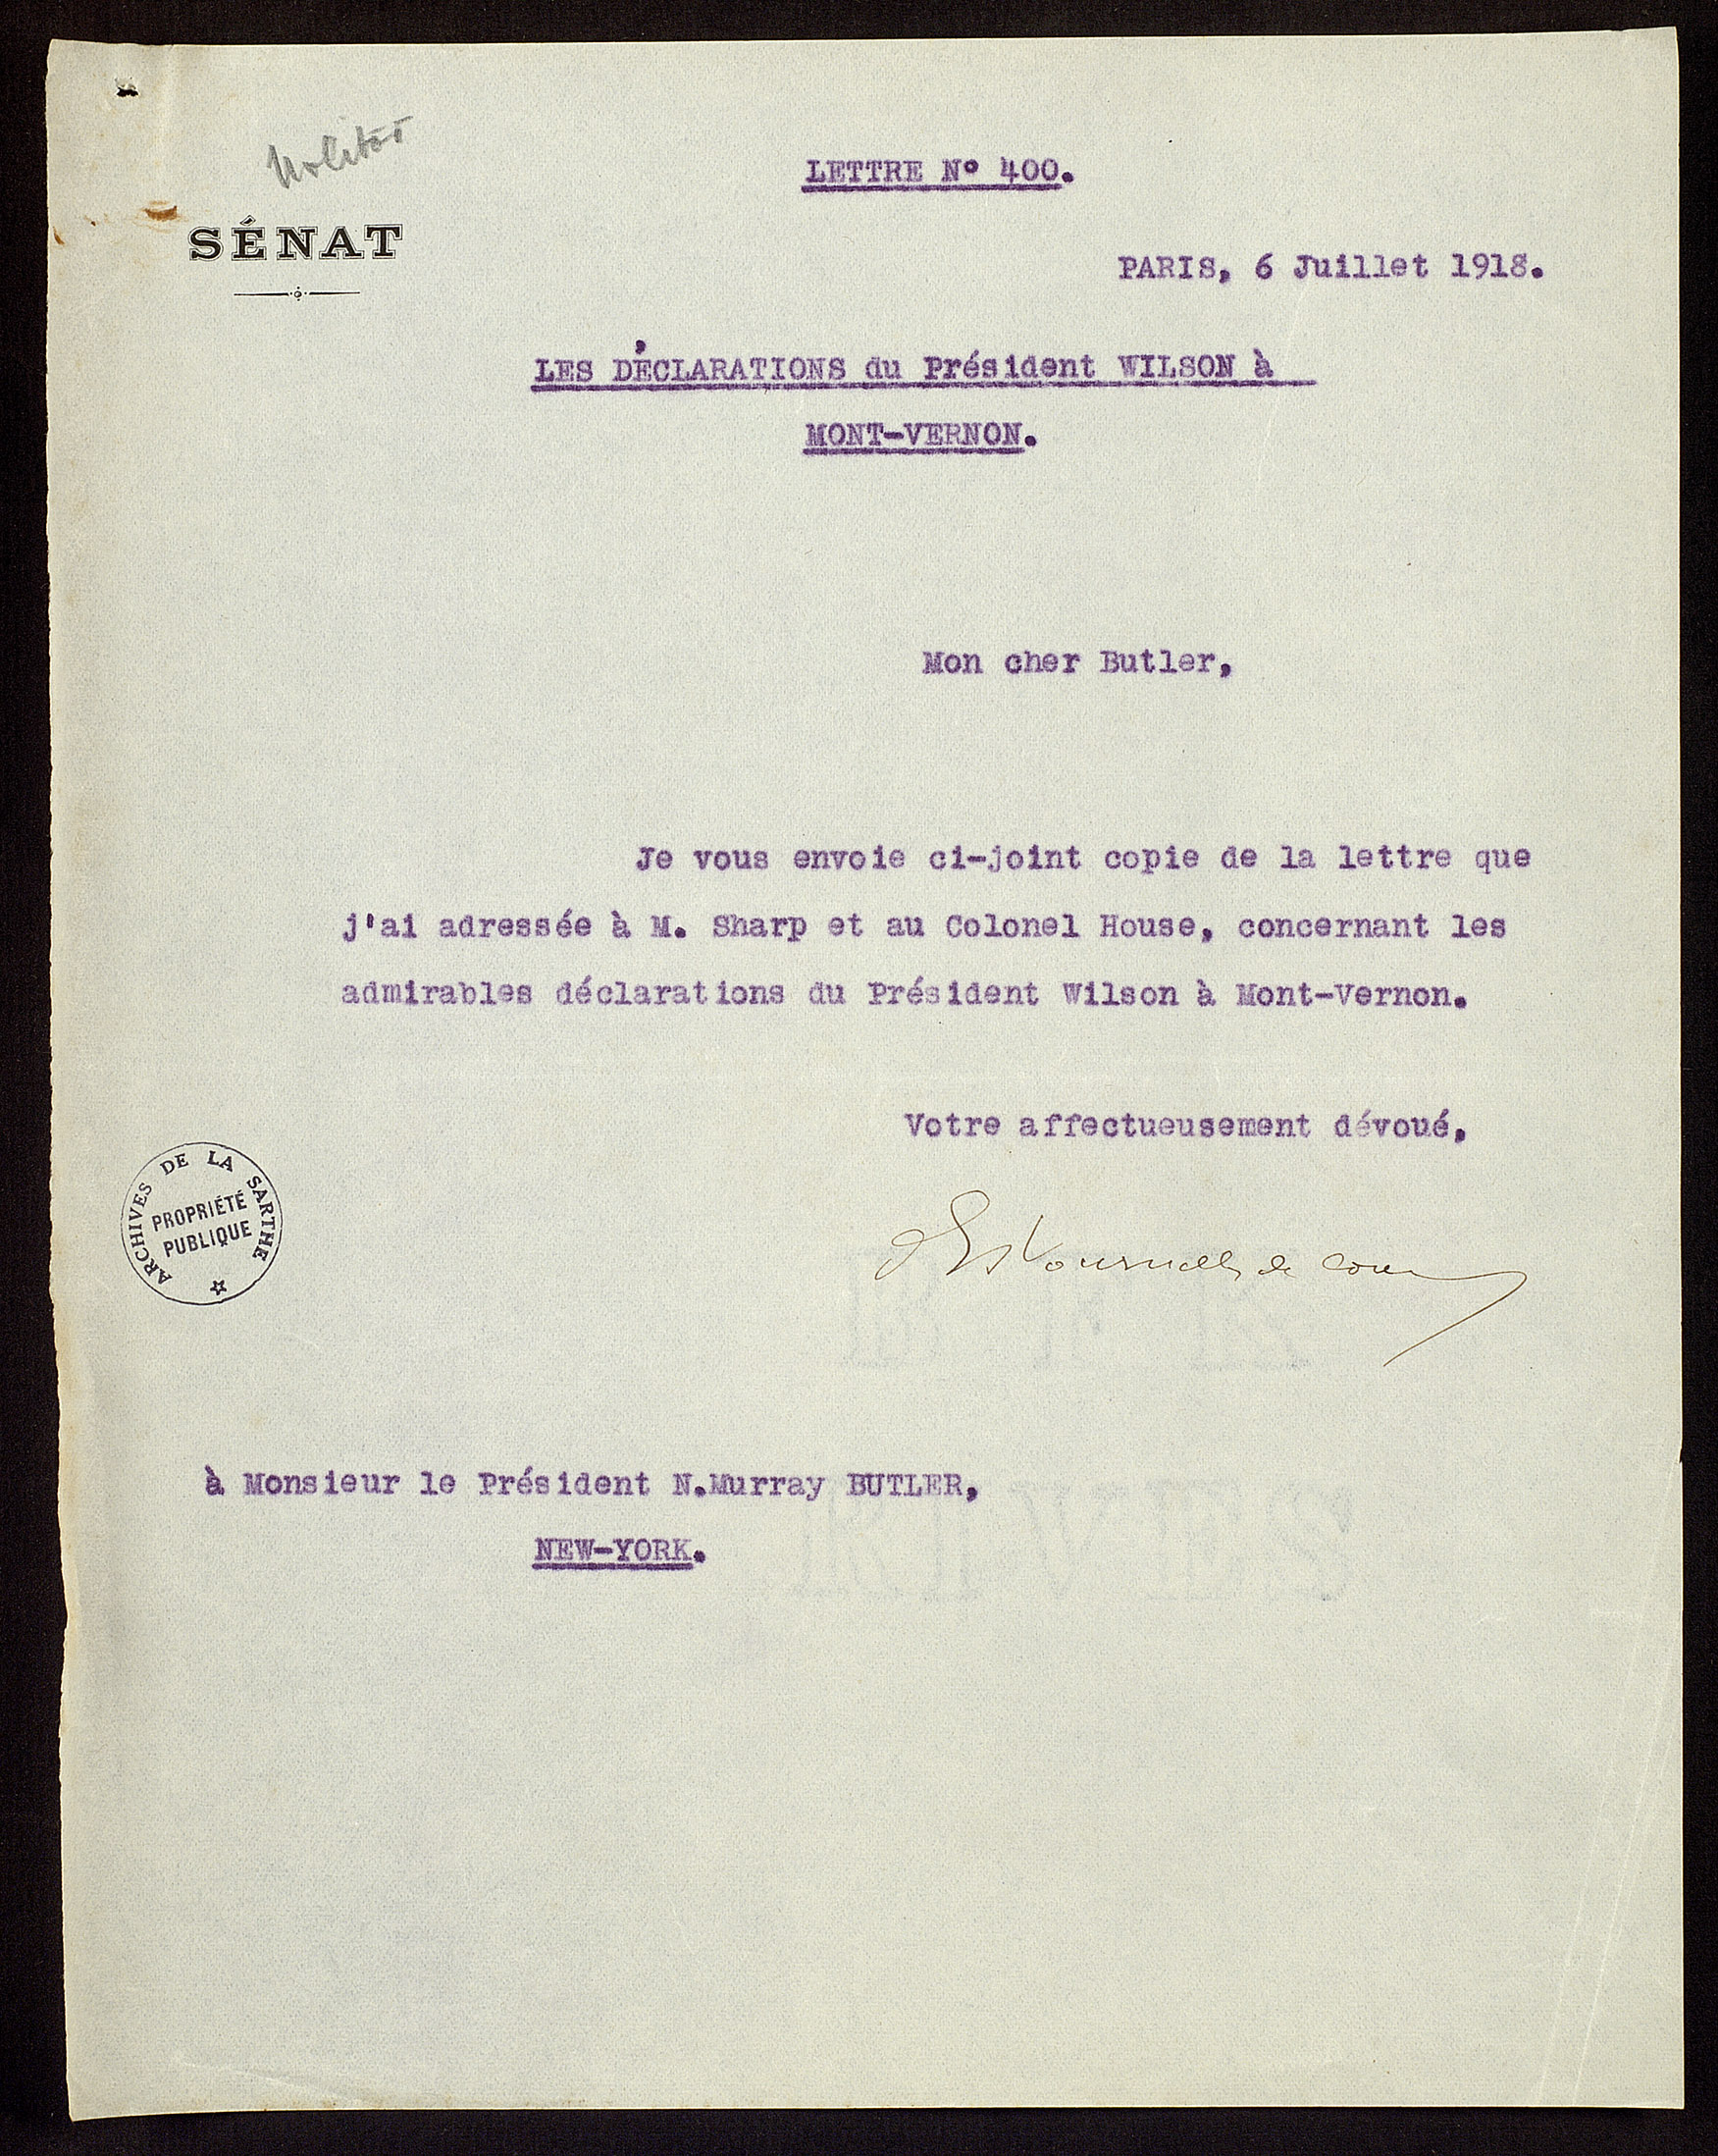 LETTRE Nº 400.
SÉNAT
PARIS, 6 Juillet 1918.
LES DÉCLARATIONS du Président WILSON à
MONT-VERNON.
Mon cher Butler,
Je vous envoie ci-joint copie de la lettre que
j'ai adressée à M. Sharp et au Colonel House, concernant les
admirables déclarations du Président Wilson à Mont-Vernon.
Votre affectueusement dévoué,
d'Estournelles de Cons
ARCHIVES DE LA SARTHE
PROPRIÉTÉ
PUBLIQUE
à Monsieur le Président N.Murray BUTLER,
NEW-YORK.